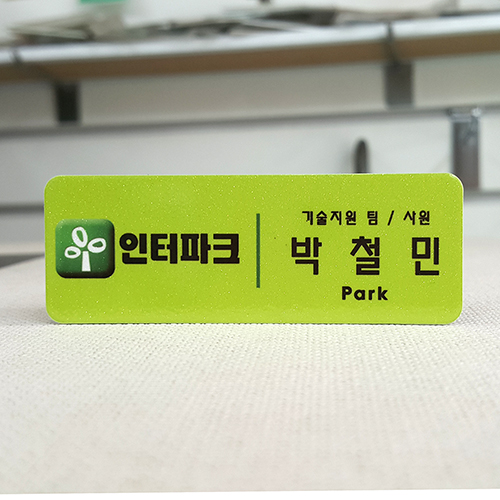 인터파크
기술지원 팀 / 사원
박 철 민
Park